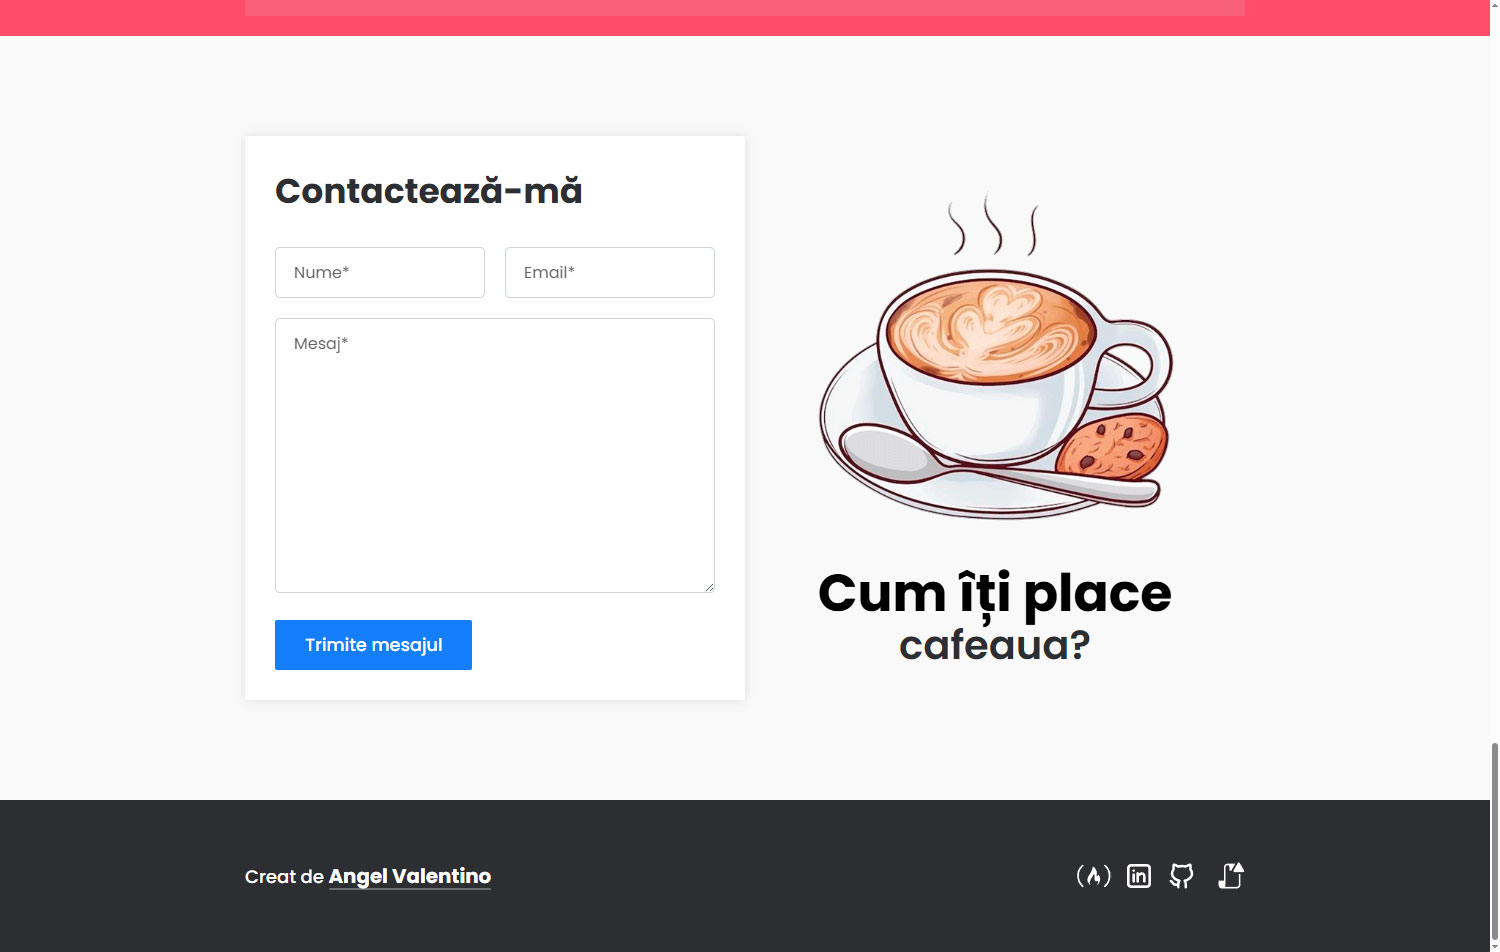 Contactează-mă
Nume*
Email*
Mesaj*
Trimite mesajul
Cum îți place
cafeaua?
Creat de Angel Valentino
in